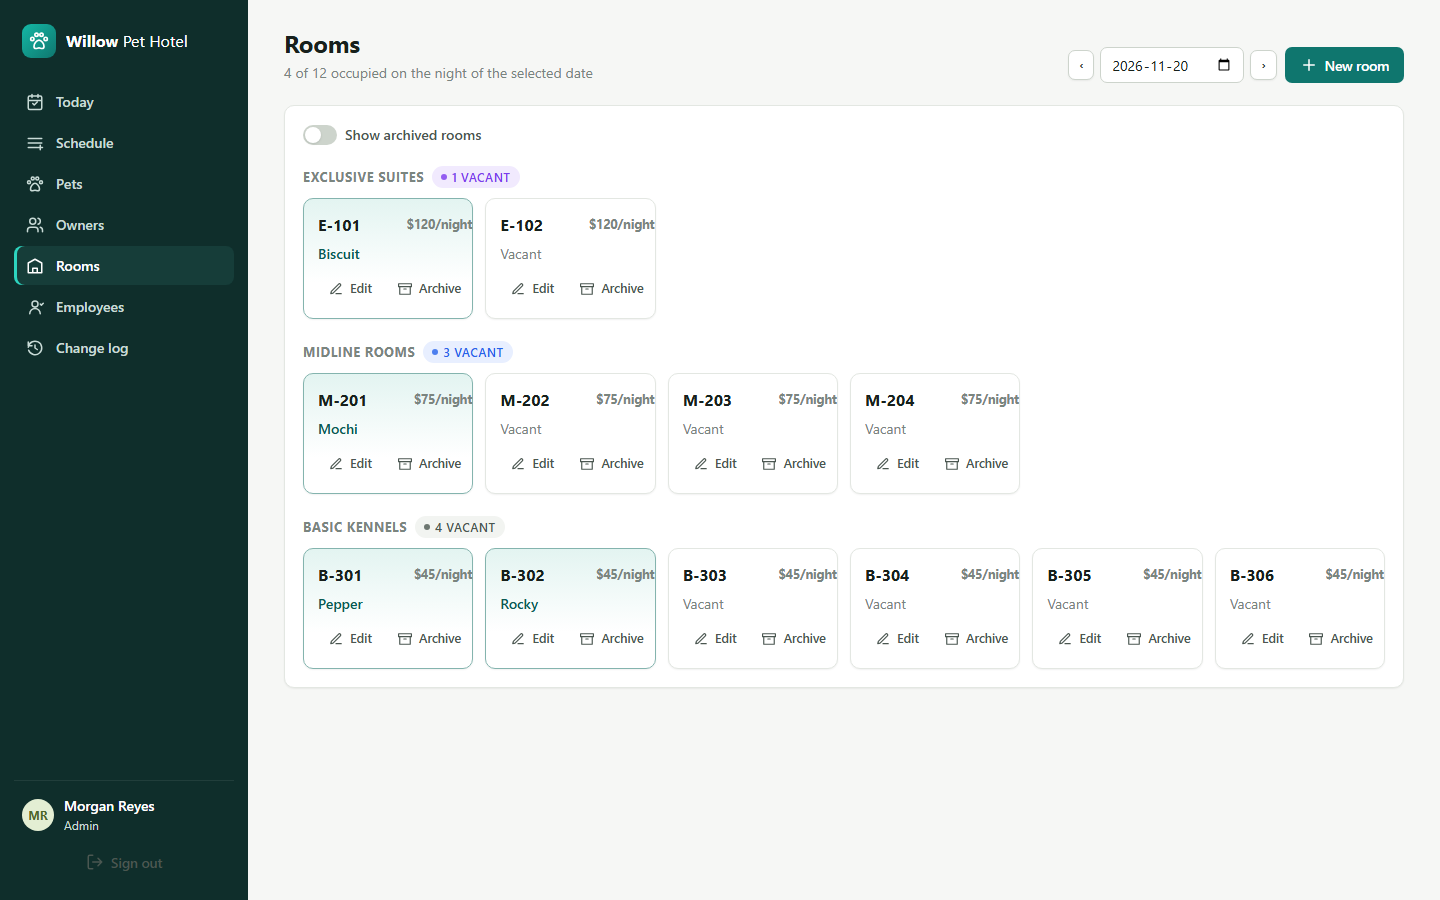 Willow Pet Hotel
Today
Schedule
Pets
Owners
Rooms
Employees
Change log
Morgan Reyes
MR
Admin
Sign out
Rooms
4 of 12 occupied on the night of the selected date
2026-11-20
New room
Show archived rooms
EXCLUSIVE SUITES 1 VACANT
E-101 $120/night
Biscuit
Edit Archive
E-102 $120/night
Vacant
Edit Archive
MIDLINE ROOMS 3 VACANT
M-201 $75/night
Mochi
Edit Archive
M-202 $75/night
Vacant
Edit Archive
M-203 $75/night
Vacant
Edit Archive
M-204 $75/night
Vacant
Edit Archive
BASIC KENNELS 4 VACANT
B-301 $45/night
Pepper
Edit Archive
B-302 $45/night
Rocky
Edit Archive
B-303 $45/night
Vacant
Edit Archive
B-304 $45/night
Vacant
Edit Archive
B-305 $45/night
Vacant
Edit Archive
B-306 $45/night
Vacant
Edit Archive